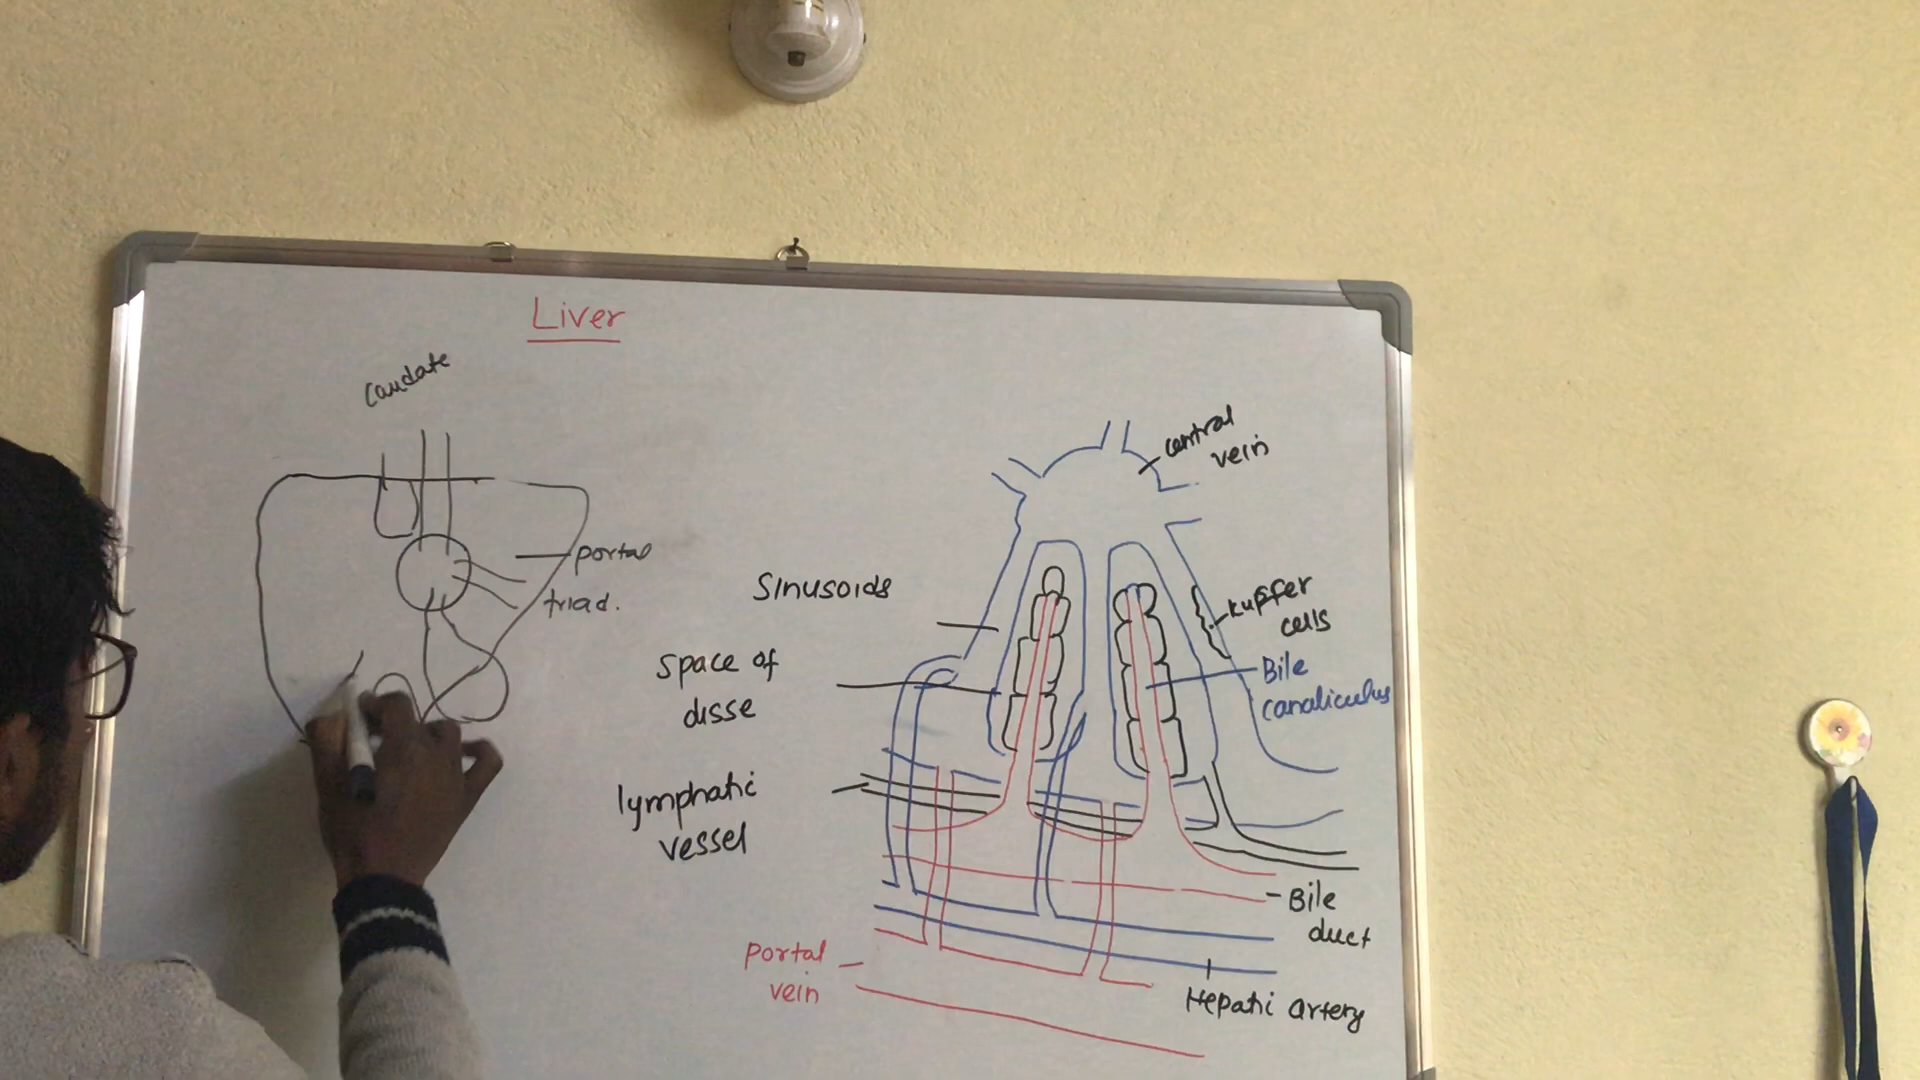 Liver
caudate
portal
triad.
central
vein
Sinusoids
kupffer
cells
space of
disse
Bile
canaliculus
lymphatic
vessel
Bile
duct
portal
vein
Hepatic artery